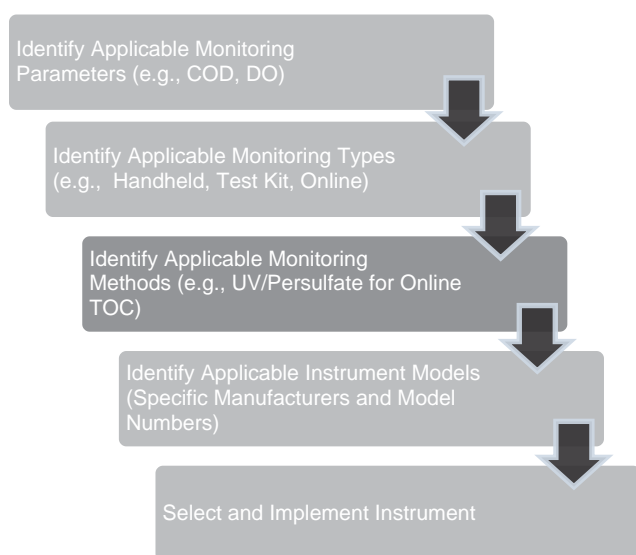 Identify Applicable Monitoring
Parameters (e.g., COD, DO)
Identify Applicable Monitoring Types
(e.g., Handheld, Test Kit, Online)
Identify Applicable Monitoring
Methods (e.g., UV/Persulfate for Online
TOC)
Identify Applicable Instrument Models
(Specific Manufacturers and Model
Numbers)
Select and Implement Instrument